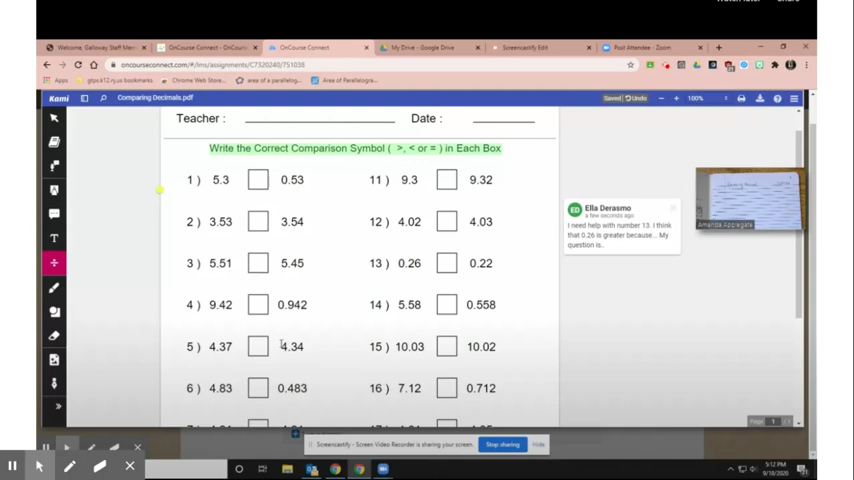 Welcome, Galloway Staff Mem
OnCourse Connect - OnCours
OnCourse Connect
My Drive - Google Drive
Screencastify Edit
Post Attendee - Zoom
oncourseconnect.com/#/lms/assignments/C7320240/751038
Apps
gtps.k12.nj.us bookmarks
Chrome Web Store...
area of a parallelog...
Area of Parallelogra...
Kami
Comparing Decimals.pdf
Saved
Undo
100%
Teacher : Date :
Write the Correct Comparison Symbol ( >, < or = ) in Each Box
1 ) 5.3 0.53 11 ) 9.3 9.32
2 ) 3.53 3.54 12 ) 4.02 4.03
3 ) 5.51 5.45 13 ) 0.26 0.22
4 ) 9.42 0.942 14 ) 5.58 0.558
5 ) 4.37 4.34 15 ) 10.03 10.02
6 ) 4.83 0.483 16 ) 7.12 0.712
ED Ella Derasmo
a few seconds ago
I need help with number 13. I think
that 0.26 is greater because... My
question is..
Amanda Applegate
Page 1
Screencastify - Screen Video Recorder is sharing your screen.
Stop sharing
Hide
5:12 PM
9/18/2020